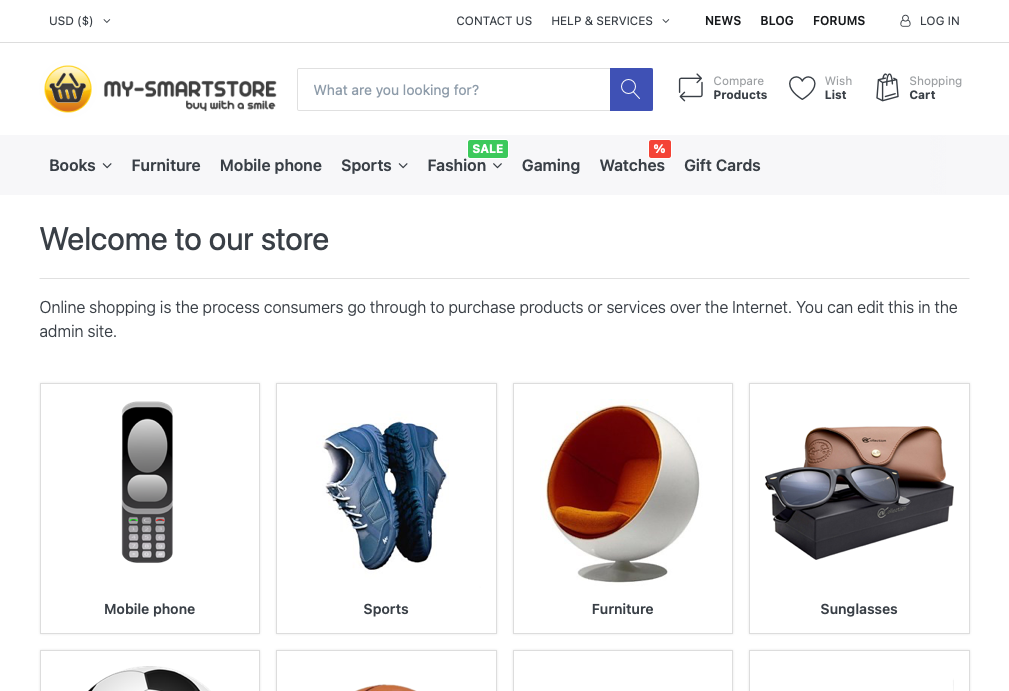 USD ($)
CONTACT US
HELP & SERVICES
NEWS
BLOG
FORUMS
LOG IN
MY-SMARTSTORE
buy with a smile
What are you looking for?
Compare
Products
Wish
List
Shopping
Cart
SALE
%
Books
Furniture
Mobile phone
Sports
Fashion
Gaming
Watches
Gift Cards
Welcome to our store
Online shopping is the process consumers go through to purchase products or services over the Internet. You can edit this in the
admin site.
Mobile phone
Sports
Furniture
Sunglasses